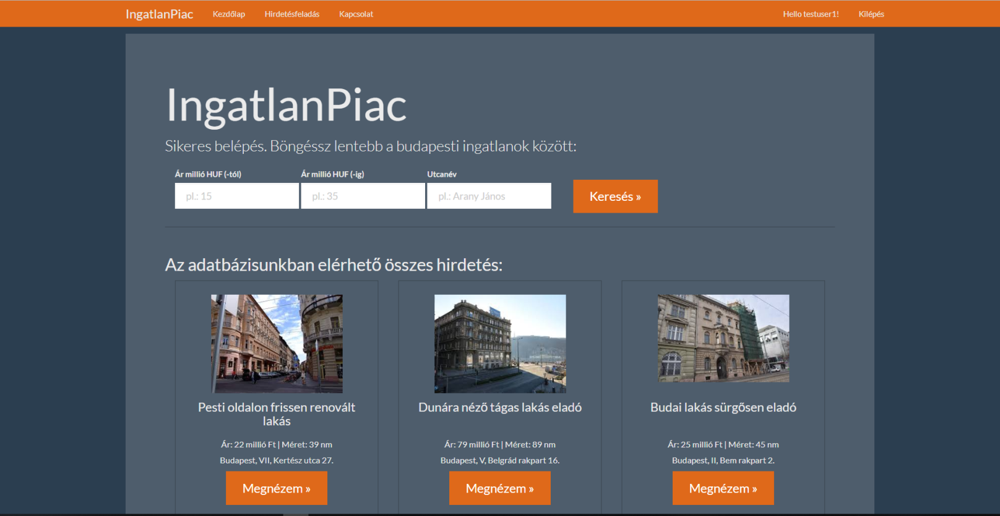 IngatlanPiac Kezdőlap Hirdetésfeladás Kapcsolat Hello testuser1! Kilépés
IngatlanPiac
Sikeres belépés. Böngéssz lentebb a budapesti ingatlanok között:
Ár millió HUF (-tól) Ár millió HUF (-ig) Utcanév
pl.: 15 pl.: 35 pl.: Arany János Keresés »
Az adatbázisunkban elérhető összes hirdetés:
Pesti oldalon frissen renovált
lakás
Ár: 22 millió Ft | Méret: 39 nm
Budapest, VII, Kertész utca 27.
Megnézem »
Dunára néző tágas lakás eladó
Ár: 79 millió Ft | Méret: 89 nm
Budapest, V, Belgrád rakpart 16.
Megnézem »
Budai lakás sürgősen eladó
Ár: 25 millió Ft | Méret: 45 nm
Budapest, II, Bem rakpart 2.
Megnézem »